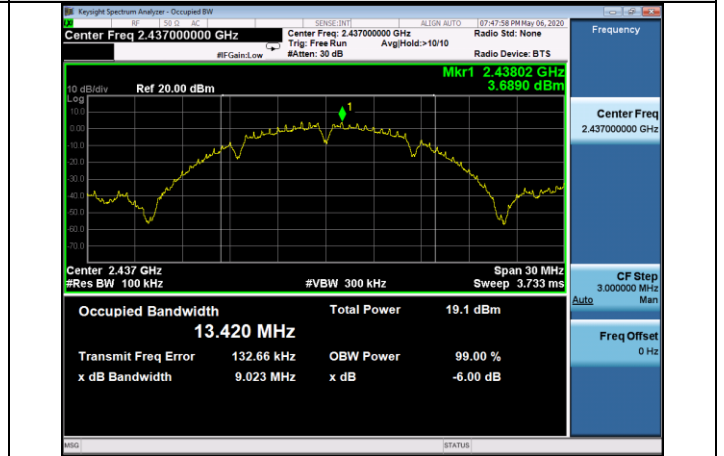 Keysight Spectrum Analyzer - Occupied BW
RF 50 Ω AC SENSE:INT ALIGN AUTO 07:47:58 PM May 06, 2020
Center Freq 2.437000000 GHz Center Freq: 2.437000000 GHz Radio Std: None Frequency
Trig: Free Run Avg|Hold:>10/10
#IFGain:Low #Atten: 30 dB Radio Device: BTS
Mkr1 2.43802 GHz
10 dB/div Ref 20.00 dBm 3.6890 dBm
Log
10.0
0.00
-10.0
-20.0
-30.0
-40.0
-50.0
-60.0
-70.0
1
Center Freq
2.437000000 GHz
Center 2.437 GHz Span 30 MHz
#Res BW 100 kHz #VBW 300 kHz Sweep 3.733 ms
CF Step
3.000000 MHz
Auto Man
Occupied Bandwidth Total Power 19.1 dBm
13.420 MHz
Transmit Freq Error 132.66 kHz OBW Power 99.00 %
x dB Bandwidth 9.023 MHz x dB -6.00 dB
Freq Offset
0 Hz
MSG STATUS